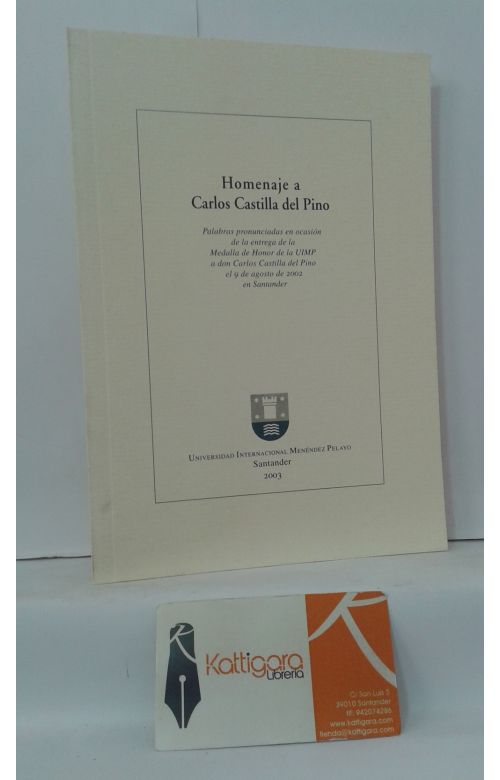 Homenaje a
Carlos Castilla del Pino
Palabras pronunciadas en ocasión
de la entrega de la
Medalla de Honor de la UIMP
a don Carlos Castilla del Pino
el 9 de agosto de 2002
en Santander
Universidad Internacional Menéndez Pelayo
Santander
2003
Kattigara
Librería
C/ San Luis 5
39010 Santander
tlf: 942074286
www.kattigara.com
tienda@kattigara.com